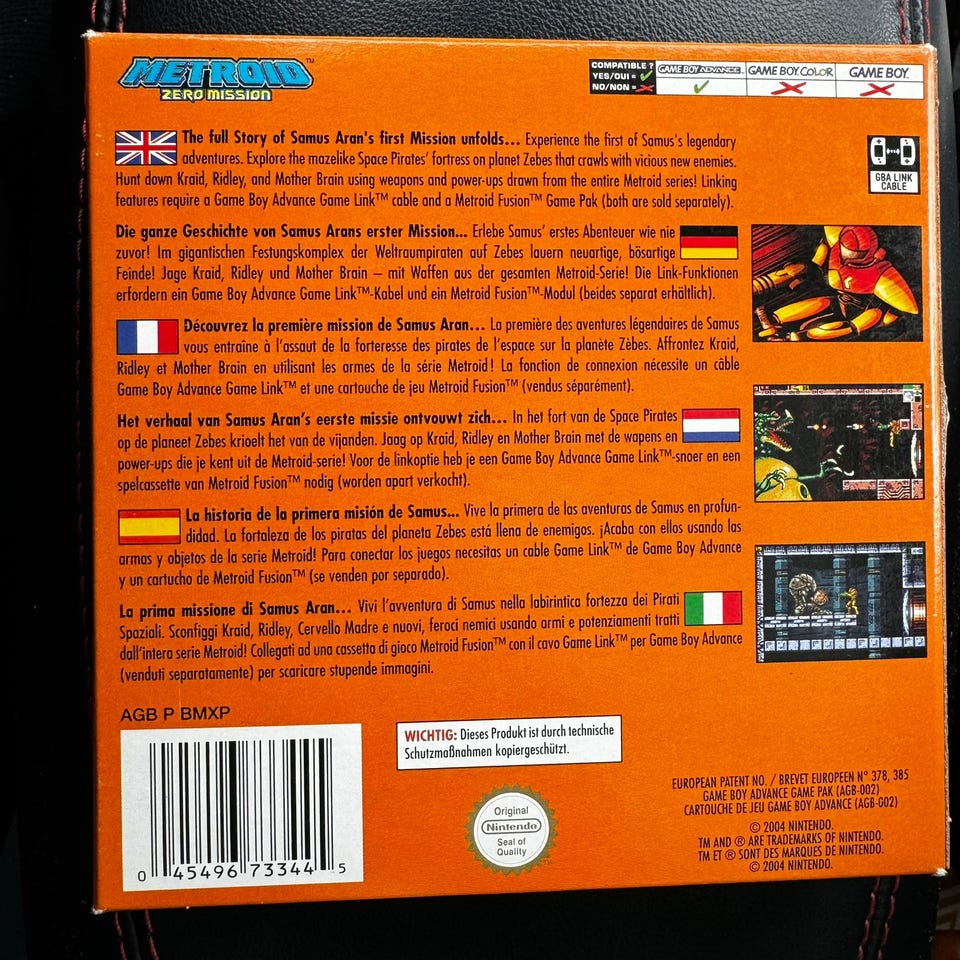 METROID™
ZERO MISSION
COMPATIBLE ?
YES/OUI = ✓
NO/NON = ✗
GAME BOY ADVANCE GAME BOY COLOR GAME BOY
✓ ✗ ✗
GBA LINK
CABLE
The full Story of Samus Aran's first Mission unfolds... Experience the first of Samus's legendary
adventures. Explore the mazelike Space Pirates' fortress on planet Zebes that crawls with vicious new enemies.
Hunt down Kraid, Ridley, and Mother Brain using weapons and power-ups drawn from the entire Metroid series! Linking
features require a Game Boy Advance Game Link™ cable and a Metroid Fusion™ Game Pak (both are sold separately).
Die ganze Geschichte von Samus Arans erster Mission... Erlebe Samus' erstes Abenteuer wie nie
zuvor! Im gigantischen Festungskomplex der Weltraumpiraten auf Zebes lauern neuartige, bösartige
Feinde! Jage Kraid, Ridley und Mother Brain – mit Waffen aus der gesamten Metroid-Serie! Die Link-Funktionen
erfordern ein Game Boy Advance Game Link™-Kabel und ein Metroid Fusion™-Modul (beides separat erhältlich).
Découvrez la première mission de Samus Aran... La première des aventures légendaires de Samus
vous entraîne à l'assaut de la forteresse des pirates de l'espace sur la planète Zèbes. Affrontez Kraid,
Ridley et Mother Brain en utilisant les armes de la série Metroid! La fonction de connexion nécessite un câble
Game Boy Advance Game Link™ et une cartouche de jeu Metroid Fusion™ (vendus séparément).
Het verhaal van Samus Aran's eerste missie ontvouwt zich... In het fort van de Space Pirates
op de planeet Zebes krioelt het van de vijanden. Jaag op Kraid, Ridley en Mother Brain met de wapens en
power-ups die je kent uit de Metroid-serie! Voor de linkoptie heb je een Game Boy Advance Game Link™-snoer en een
spelcassette van Metroid Fusion™ nodig (worden apart verkocht).
La historia de la primera misión de Samus... Vive la primera de las aventuras de Samus en profun-
didad. La fortaleza de los piratas del planeta Zebes está llena de enemigos. ¡Acaba con ellos usando las
armas y objetos de la serie Metroid! Para conectar los juegos necesitas un cable Game Link™ de Game Boy Advance
y un cartucho de Metroid Fusion™ (se venden por separado).
La prima missione di Samus Aran... Vivi l'avventura di Samus nella labirintica fortezza dei Pirati
Spaziali. Sconfiggi Kraid, Ridley, Cervello Madre e nuovi, feroci nemici usando armi e potenziamenti tratti
dall'intera serie Metroid! Collegati ad una cassetta di gioco Metroid Fusion™ con il cavo Game Link™ per Game Boy Advance
(venduti separatamente) per scaricare stupende immagini.
AGB P BMXP
0 45496 73344 5
WICHTIG: Dieses Produkt ist durch technische
Schutzmaßnahmen kopiergeschützt.
Original
Nintendo
Seal of
Quality
EUROPEAN PATENT NO. / BREVET EUROPEEN N° 378, 385
GAME BOY ADVANCE GAME PAK (AGB-002)
CARTOUCHE DE JEU GAME BOY ADVANCE (AGB-002)
© 2004 NINTENDO.
TM AND ® ARE TRADEMARKS OF NINTENDO.
TM ET ® SONT DES MARQUES DE NINTENDO.
© 2004 NINTENDO.